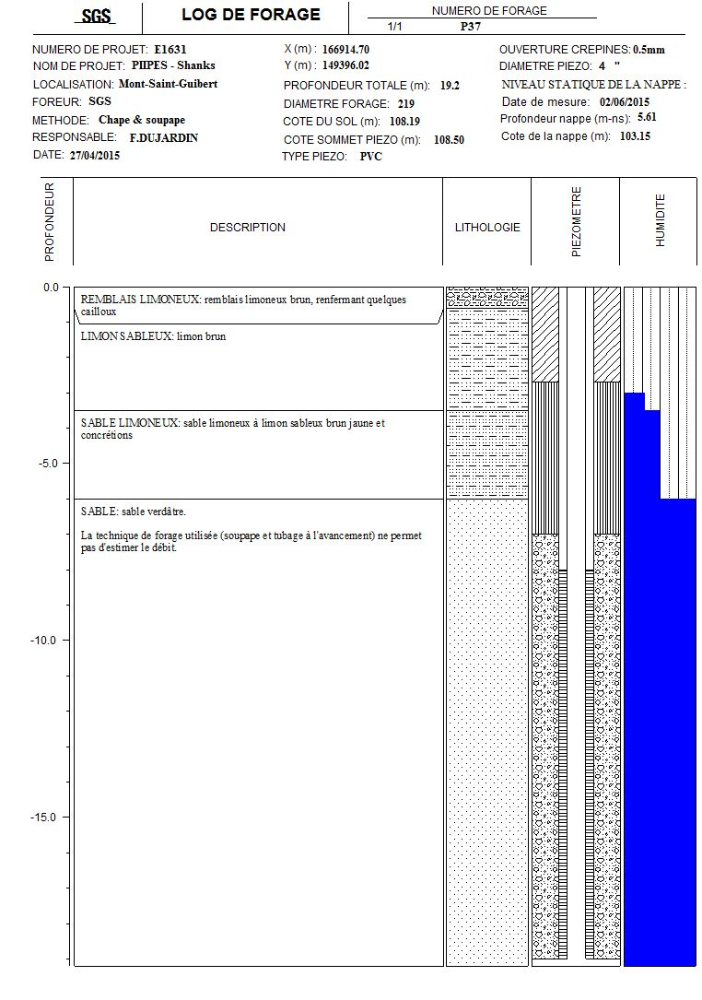 SGS
LOG DE FORAGE
NUMERO DE FORAGE
1/1 P37
NUMERO DE PROJET: E1631
NOM DE PROJET: PIIPES - Shanks
LOCALISATION: Mont-Saint-Guibert
FOREUR: SGS
METHODE: Chape & soupape
RESPONSABLE: F.DUJARDIN
DATE: 27/04/2015
X (m) : 166914.70
Y (m) : 149396.02
PROFONDEUR TOTALE (m): 19.2
DIAMETRE FORAGE: 219
COTE DU SOL (m): 108.19
COTE SOMMET PIEZO (m): 108.50
TYPE PIEZO: PVC
OUVERTURE CREPINES: 0.5mm
DIAMETRE PIEZO: 4 "
NIVEAU STATIQUE DE LA NAPPE :
Date de mesure: 02/06/2015
Profondeur nappe (m-ns): 5.61
Cote de la nappe (m): 103.15
PROFONDEUR
DESCRIPTION
LITHOLOGIE
PIEZOMETRE
HUMIDITE
0.0
REMBLAIS LIMONEUX: remblais limoneux brun, renfermant quelques
cailloux
LIMON SABLEUX: limon brun
SABLE LIMONEUX: sable limoneux à limon sableux brun jaune et
concrétions
-5.0
SABLE: sable verdâtre.
La technique de forage utilisée (soupape et tubage à l'avancement) ne permet
pas d'estimer le débit.
-10.0
-15.0